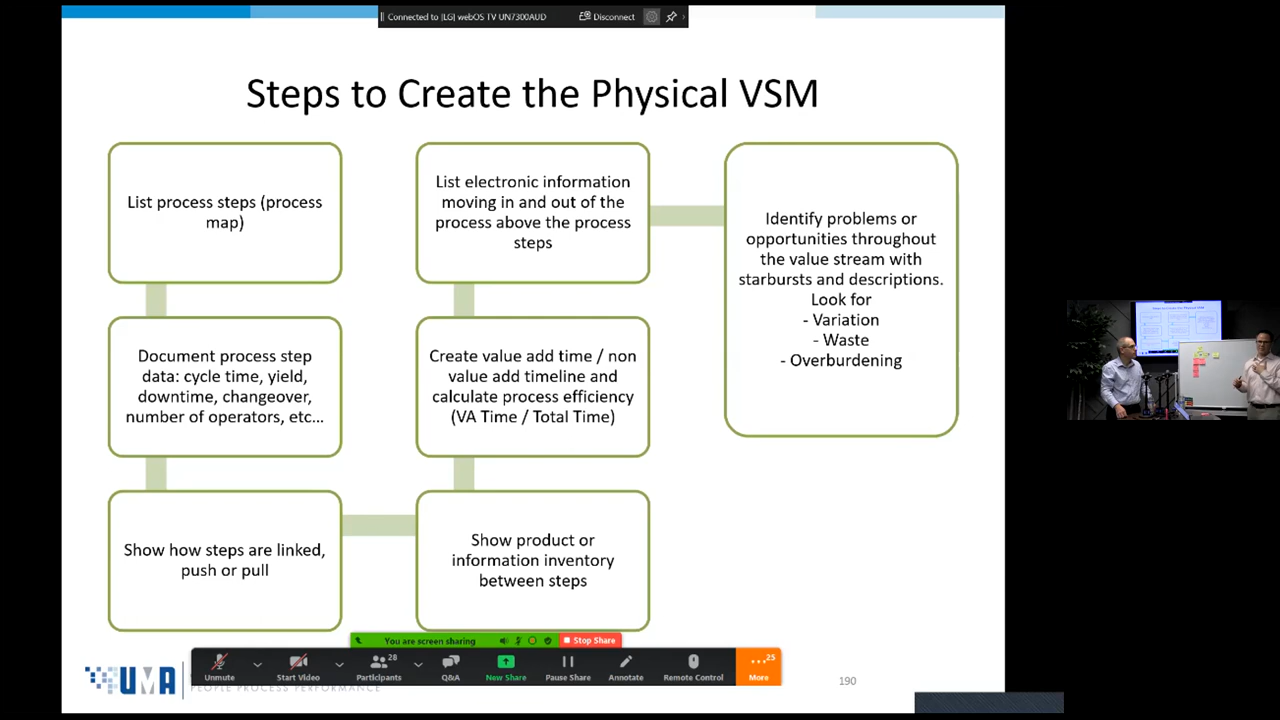 Connected to [LG] webOS TV UN7300AUD
Disconnect
Steps to Create the Physical VSM
List process steps (process
map)
Document process step
data: cycle time, yield,
downtime, changeover,
number of operators, etc...
Show how steps are linked,
push or pull
Show product or
information inventory
between steps
Create value add time / non
value add timeline and
calculate process efficiency
(VA Time / Total Time)
List electronic information
moving in and out of the
process above the process
steps
Identify problems or
opportunities throughout
the value stream with
starbursts and descriptions.
Look for
- Variation
- Waste
- Overburdening
You are screen sharing
Stop Share
Unmute
Start Video
Participants
28
Q&A
New Share
Pause Share
Annotate
Remote Control
More
25
UMA
PEOPLE PROCESS PERFORMANCE
190